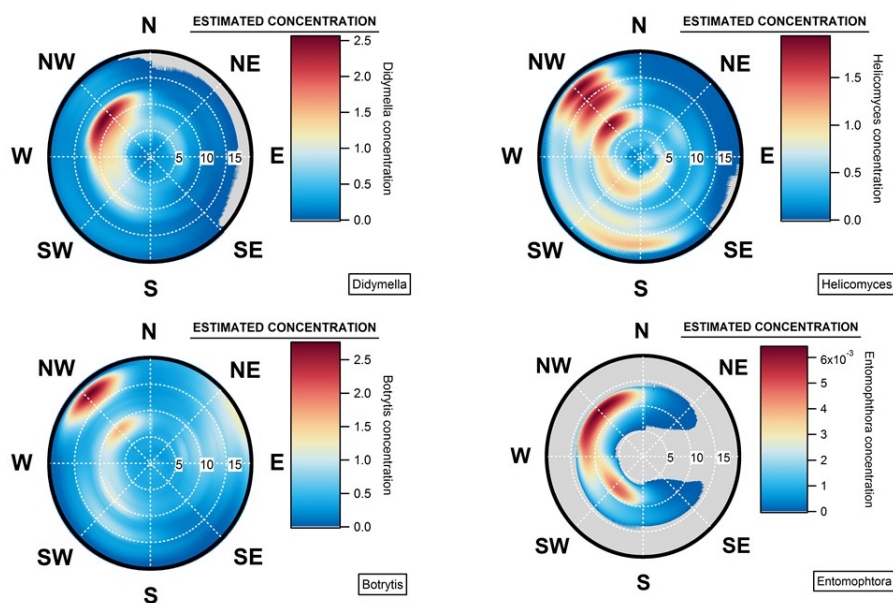 ESTIMATED CONCENTRATION
N
NE
E
SE
S
SW
W
NW
5
10
15
2.5
2.0
1.5
1.0
0.5
0.0
Didymella concentration
Didymella
ESTIMATED CONCENTRATION
N
NE
E
SE
S
SW
W
NW
5
10
15
1.5
1.0
0.5
0.0
Helicomyces concentration
Helicomyces
ESTIMATED CONCENTRATION
N
NE
E
SE
S
SW
W
NW
5
10
15
2.5
2.0
1.5
1.0
0.5
0.0
Botrytis concentration
Botrytis
ESTIMATED CONCENTRATION
N
NE
E
SE
S
SW
W
NW
5
10
15
6x10⁻³
5
4
3
2
1
0
Entomophthora concentration
Entomophtora